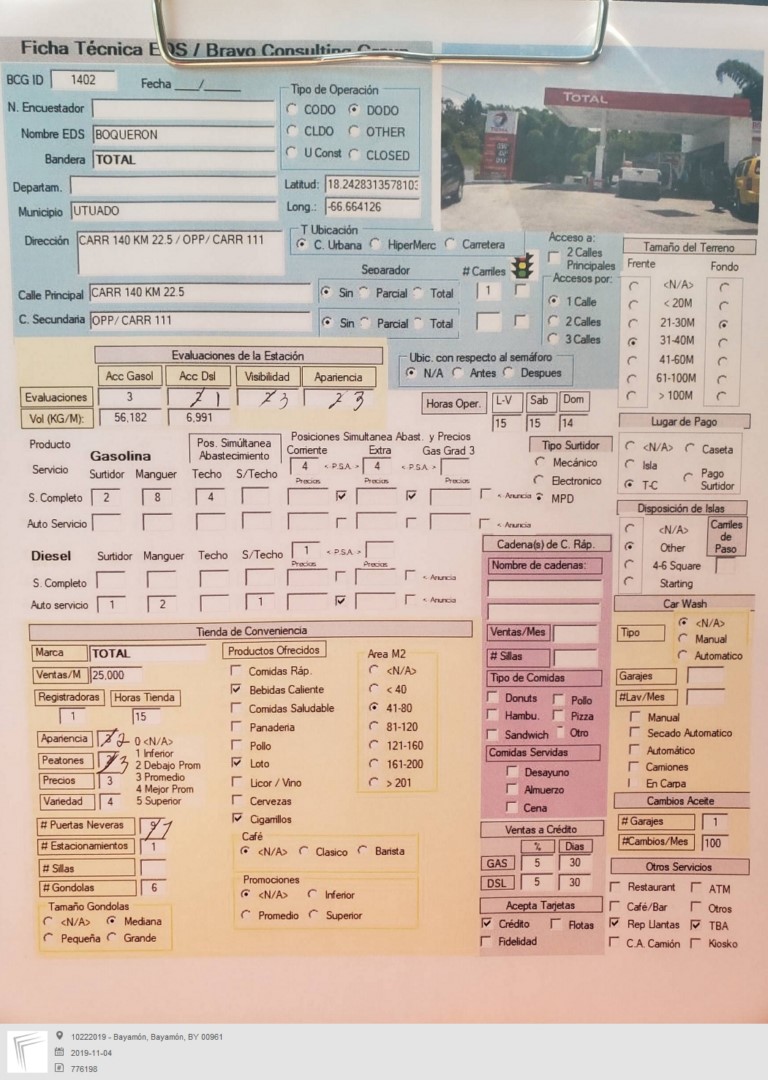 Ficha Técnica EDS / Bravo Consulting Group
BCG ID 1402 Fecha ___/______
N. Encuestador
Nombre EDS BOQUERON
Bandera TOTAL
Departam.
Municipio UTUADO
Dirección CARR 140 KM 22.5 / OPP/ CARR 111
Calle Principal CARR 140 KM 22.5
C. Secundaria OPP/ CARR 111
Tipo de Operación
CODO DODO
CLDO OTHER
U Const CLOSED
Latitud: 18.2428313578103
Long.: -66.664126
TOTAL
T Ubicación
C. Urbana HiperMerc Carretera
Separador # Carriles
Sin Parcial Total 1
Sin Parcial Total
Acceso a:
2 Calles
Principales
Accesos por:
1 Calle
2 Calles
3 Calles
Tamaño del Terreno
Frente Fondo
<N/A>
< 20M
21-30M
31-40M
41-60M
61-100M
> 100M
Evaluaciones de la Estación
Acc Gasol Acc Dsl Visibilidad Apariencia
Evaluaciones 3 1 3 3
Vol (KG/M): 56,182 6,991
Ubic. con respecto al semáforo
N/A Antes Despues
Horas Oper. L-V Sab Dom
15 15 14
Lugar de Pago
<N/A> Caseta
Isla Pago
T-C Surtidor
Producto
Servicio
Gasolina
Surtidor Manguer
Pos. Simúltanea
Abastecimiento
Techo S/Techo
Posiciones Simultanea Abast. y Precios
Corriente Extra Gas Grad 3
4 < P.S.A > 4 < P.S.A >
Precios Precios Precios
S. Completo 2 8 4 < Anuncia
Auto Servicio < Anuncia
Tipo Surtidor
Mecánico
Electronico
MPD
Disposición de Islas
<N/A>
Other
4-6 Square
Starting
Carriles
de
Paso
Diesel Surtidor Manguer Techo S/Techo 1 < P.S.A >
Precios Precios
S. Completo < Anuncia
Auto servicio 1 2 1 < Anuncia
Cadena(s) de C. Ráp.
Nombre de cadenas:
Ventas/Mes
# Sillas
Tipo de Comidas
Donuts Pollo
Hambu. Pizza
Sandwich Otro
Comidas Servidas
Desayuno
Almuerzo
Cena
Car Wash
Tipo <N/A>
Manual
Automatico
Garajes
#Lav/Mes
Manual
Secado Automatico
Automático
Camiones
En Carpa
Tienda de Conveniencia
Marca TOTAL
Ventas/M 25.000
Registradoras Horas Tienda
1 15
Apariencia 2 0 <N/A>
Peatones 3 1 Inferior
2 Debajo Prom
Precios 3 3 Promedio
4 Mejor Prom
Variedad 4 5 Superior
# Puertas Neveras 9 7
# Estacionamientos 1
# Sillas
# Gondolas 6
Tamaño Gondolas
<N/A> Mediana
Pequeña Grande
Productos Ofrecidos
Comidas Ráp.
Bebidas Caliente
Comidas Saludable
Panaderia
Pollo
Loto
Licor / Vino
Cervezas
Cigarrillos
Area M2
<N/A>
< 40
41-80
81-120
121-160
161-200
> 201
Café
<N/A> Clasico Barista
Promociones
<N/A> Inferior
Promedio Superior
Ventas a Crédito
% Dias
GAS 5 30
DSL 5 30
Acepta Tarjetas
Crédito Flotas
Fidelidad
Cambios Aceite
# Garajes 1
#Cambios/Mes 100
Otros Servicios
Restaurant ATM
Café/Bar Otros
Rep Llantas TBA
C.A. Camión Kiosko
10222019 - Bayamón, Bayamón, BY 00961
2019-11-04
776198